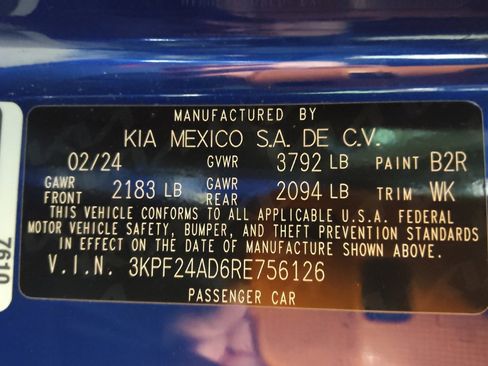 MANUFACTURED BY
KIA MEXICO S.A. DE C.V.
02/24 GVWR 3792 LB PAINT B2R
GAWR FRONT 2183 LB GAWR REAR 2094 LB TRIM WK
THIS VEHICLE CONFORMS TO ALL APPLICABLE U.S.A. FEDERAL
MOTOR VEHICLE SAFETY, BUMPER, AND THEFT PREVENTION STANDARDS
IN EFFECT ON THE DATE OF MANUFACTURE SHOWN ABOVE.
V.I.N. 3KPF24AD6RE756126
PASSENGER CAR
7610